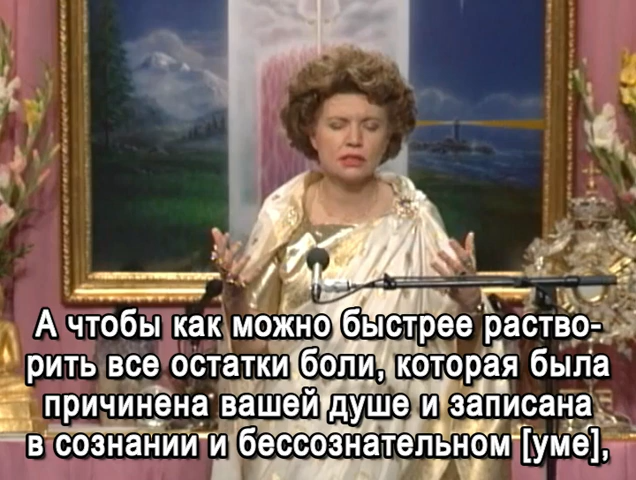 А чтобы как можно быстрее раство-
рить все остатки боли, которая была
причинена вашей душе и записана
в сознании и бессознательном [уме],